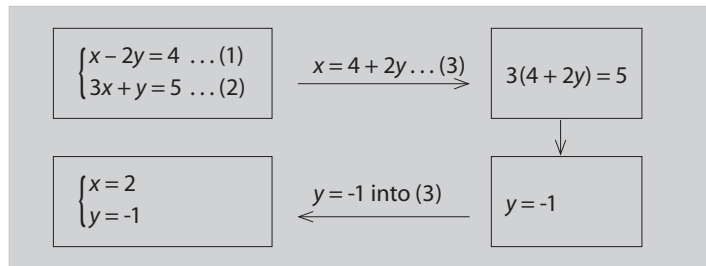 x – 2y = 4 ...(1)
3x + y = 5 ...(2)
x = 4 + 2y...(3)
3(4 + 2y) = 5
y = -1
y = -1 into (3)
x = 2
y = -1